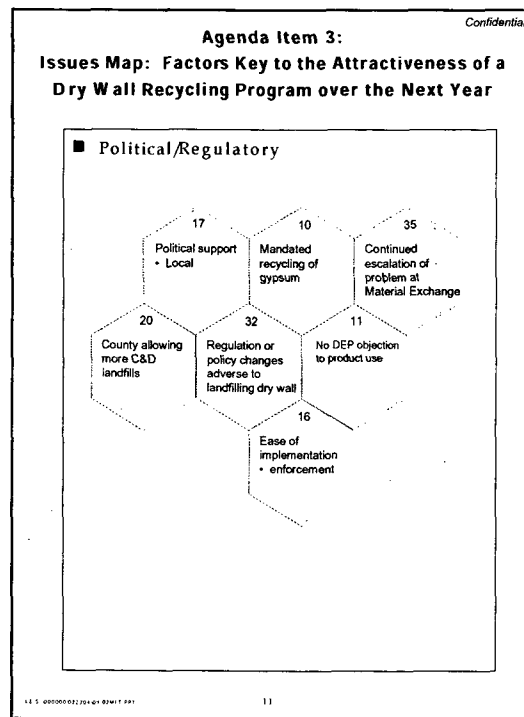 Confidential
Agenda Item 3:
Issues Map: Factors Key to the Attractiveness of a
Dry Wall Recycling Program over the Next Year
■ Political/Regulatory
17
Political support
• Local
10
Mandated
recycling of
gypsum
35
Continued
escalation of
problem at
Material Exchange
20
County allowing
more C&D
landfills
32
Regulation or
policy changes
adverse to
landfilling dry wall
11
No DEP objection
to product use
16
Ease of
implementation
• enforcement
11